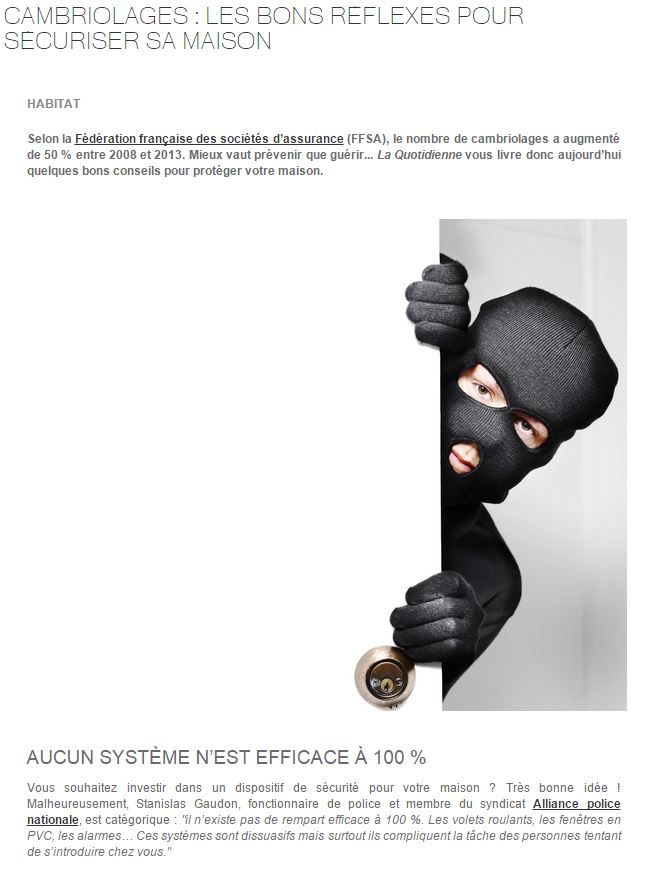 CAMBRIOLAGES : LES BONS RÉFLEXES POUR
SÉCURISER SA MAISON
HABITAT
Selon la Fédération française des sociétés d’assurance (FFSA), le nombre de cambriolages a augmenté
de 50 % entre 2008 et 2013. Mieux vaut prévenir que guérir... La Quotidienne vous livre donc aujourd’hui
quelques bons conseils pour protéger votre maison.
AUCUN SYSTÈME N’EST EFFICACE À 100 %
Vous souhaitez investir dans un dispositif de sécurité pour votre maison ? Très bonne idée !
Malheureusement, Stanislas Gaudon, fonctionnaire de police et membre du syndicat Alliance police
nationale, est catégorique : "il n’existe pas de rempart efficace à 100 %. Les volets roulants, les fenêtres en
PVC, les alarmes… Ces systèmes sont dissuasifs mais surtout ils compliquent la tâche des personnes tentant
de s’introduire chez vous."